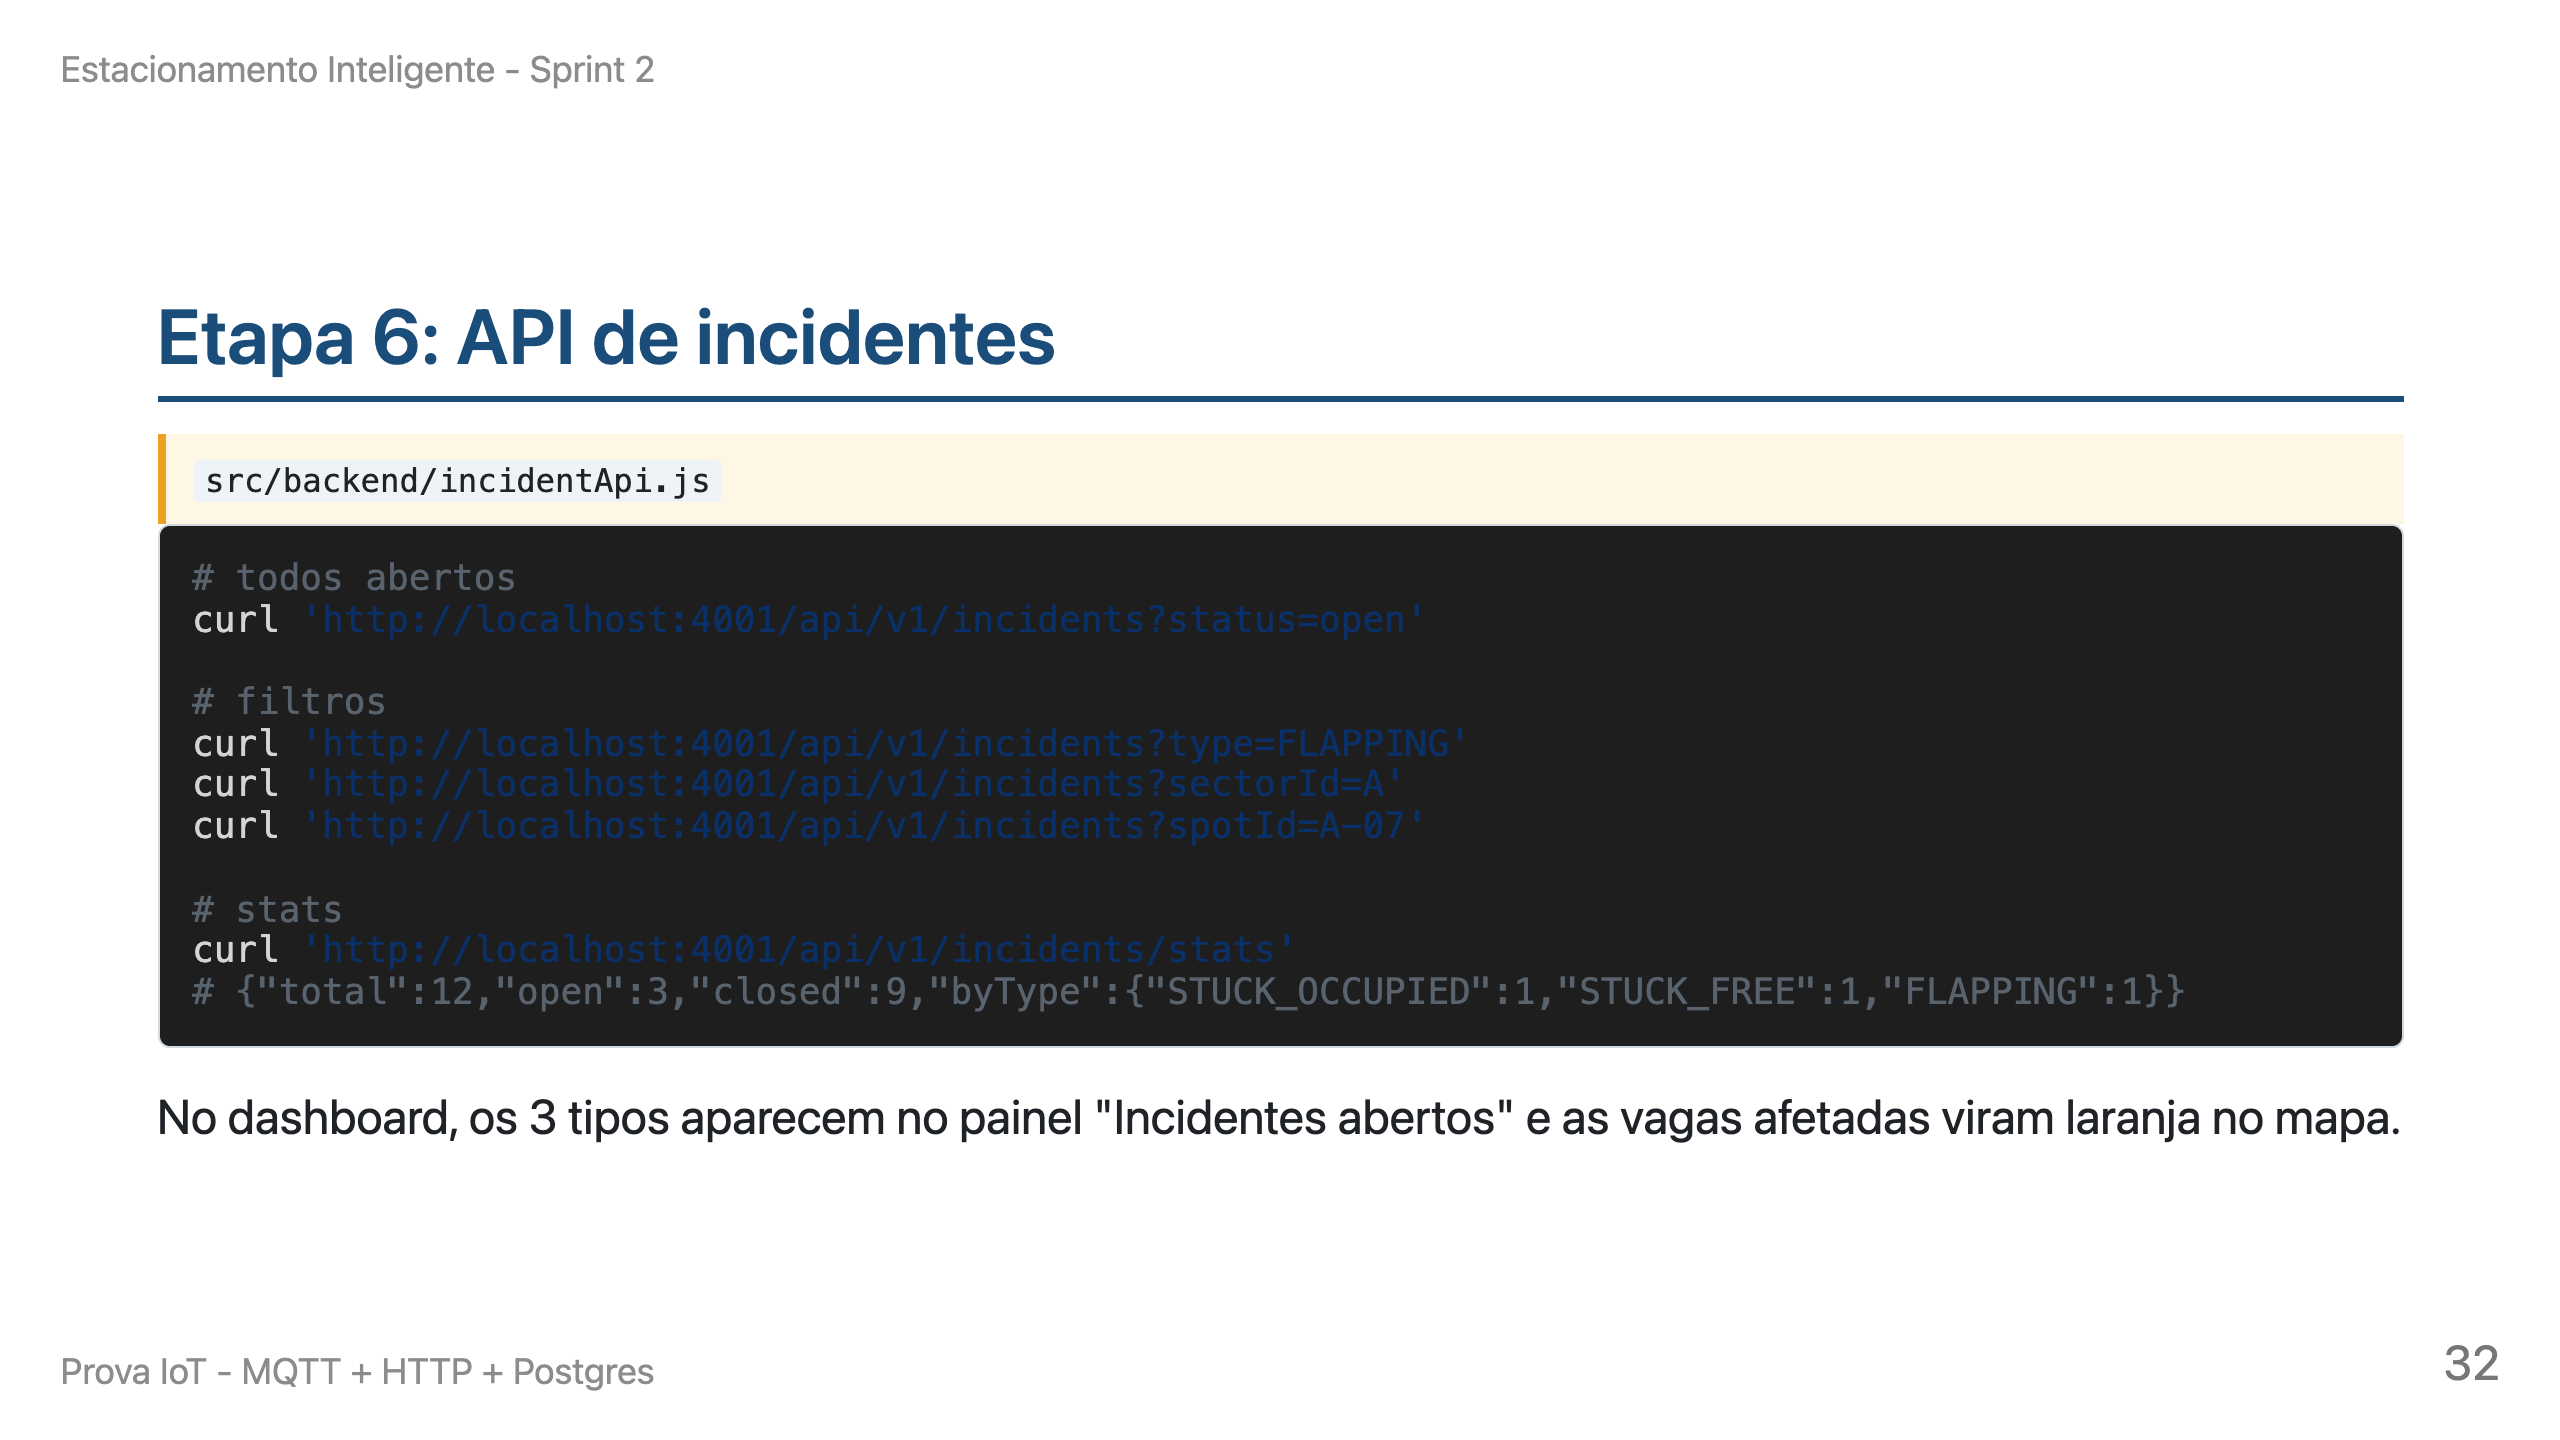 Estacionamento Inteligente - Sprint 2
Etapa 6: API de incidentes
src/backend/incidentApi.js
# todos abertos
curl 'http://localhost:4001/api/v1/incidents?status=open'
# filtros
curl 'http://localhost:4001/api/v1/incidents?type=FLAPPING'
curl 'http://localhost:4001/api/v1/incidents?sectorId=A'
curl 'http://localhost:4001/api/v1/incidents?spotId=A-07'
# stats
curl 'http://localhost:4001/api/v1/incidents/stats'
# {"total":12,"open":3,"closed":9,"byType":{"STUCK_OCCUPIED":1,"STUCK_FREE":1,"FLAPPING":1}}
No dashboard, os 3 tipos aparecem no painel "Incidentes abertos" e as vagas afetadas viram laranja no mapa.
Prova IoT - MQTT + HTTP + Postgres
32